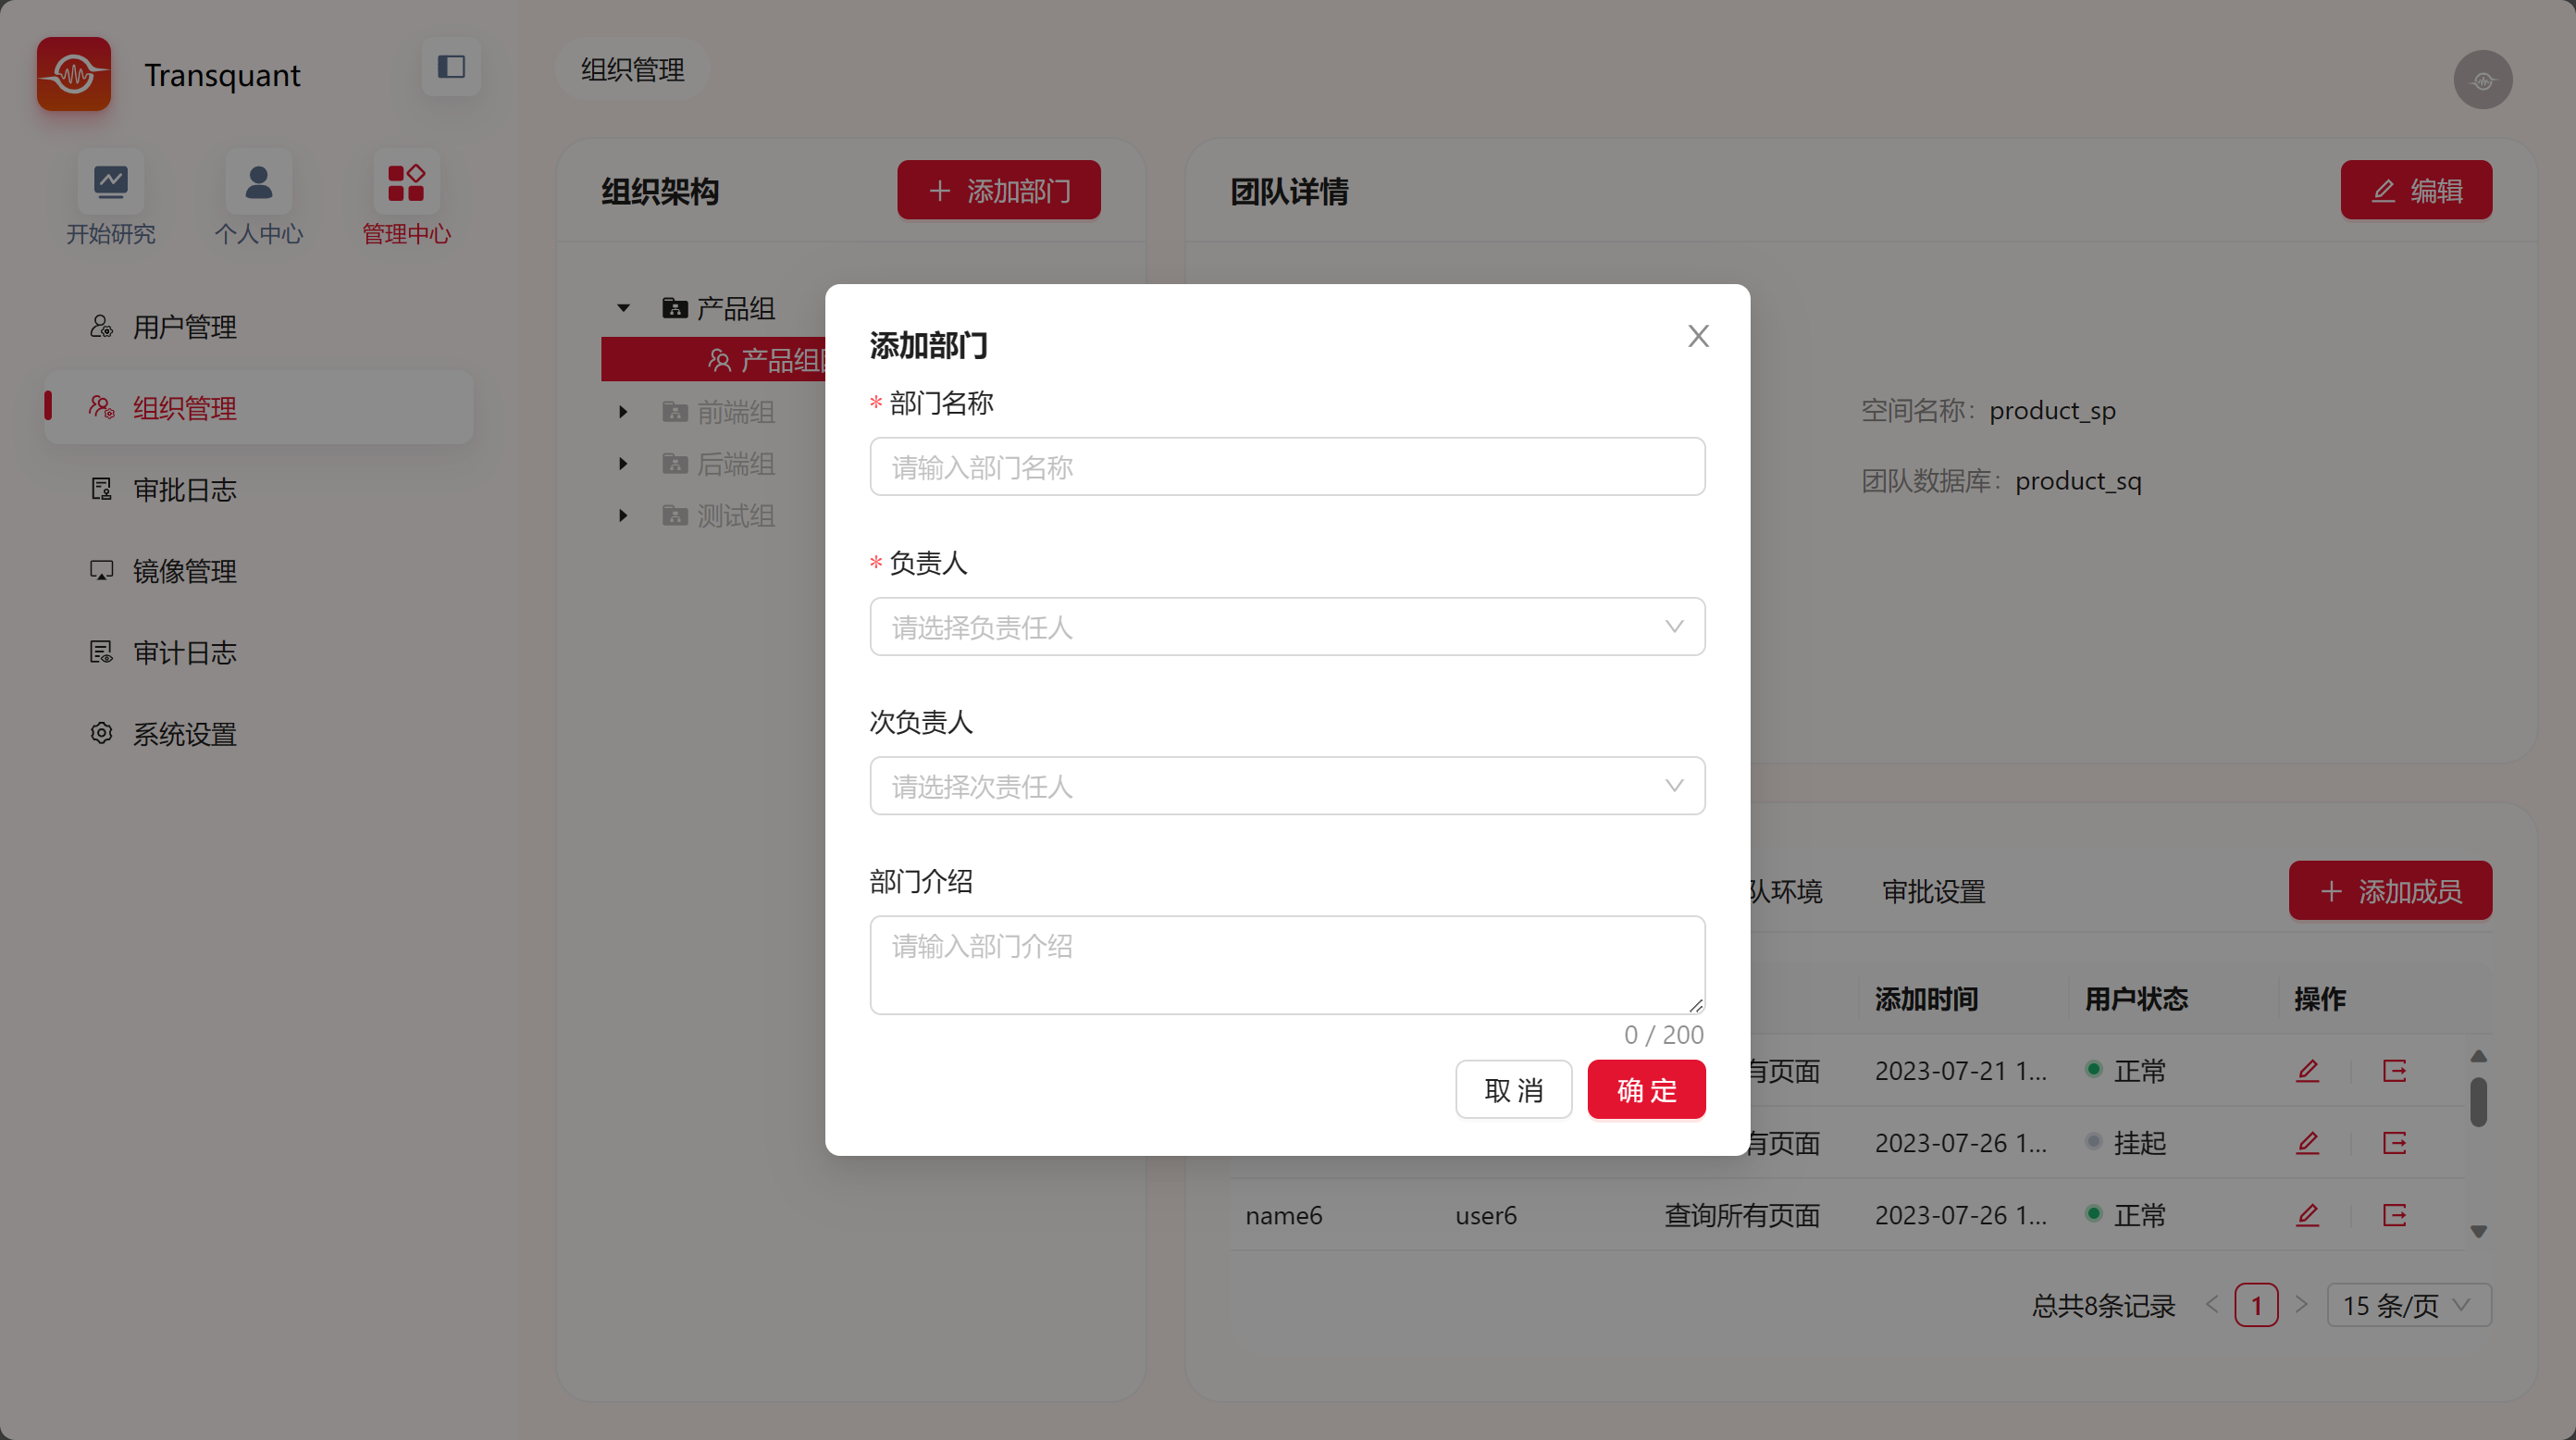 Transquant
开始研究
个人中心
管理中心
用户管理
组织管理
审批日志
镜像管理
审计日志
系统设置
组织管理
组织架构
添加部门
产品组
产品组
前端组
后端组
测试组
团队详情
编辑
空间名称：product_sp
团队数据库：product_sq
添加部门
* 部门名称
请输入部门名称
* 负责人
请选择负责任人
次负责人
请选择次责任人
部门介绍
请输入部门介绍
0 / 200
取 消
确 定
队环境
审批设置
添加成员
添加时间 用户状态 操作
有页面 2023-07-21 1... 正常
有页面 2023-07-26 1... 挂起
name6 user6 查询所有页面 2023-07-26 1... 正常
总共8条记录 < 1 > 15 条/页